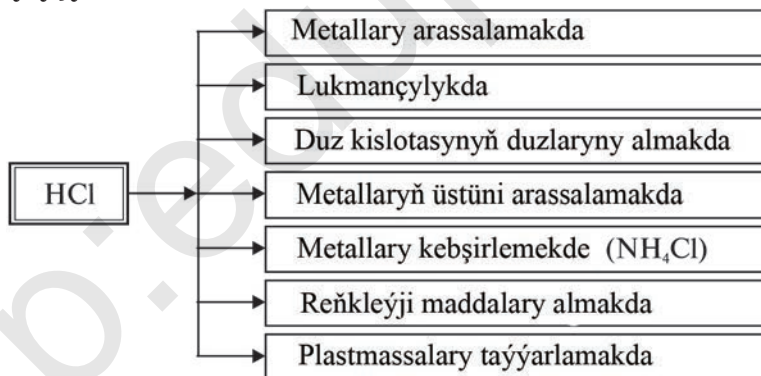 Metallary arassalamakda
Lukmançylykda
Duz kislotasynyň duzlaryny almakda
HCl
Metallaryň üstüni arassalamakda
Metallary kebşirlemekde (NH₄Cl)
Reňkleýji maddalary almakda
Plastmassalary taýýarlamakda